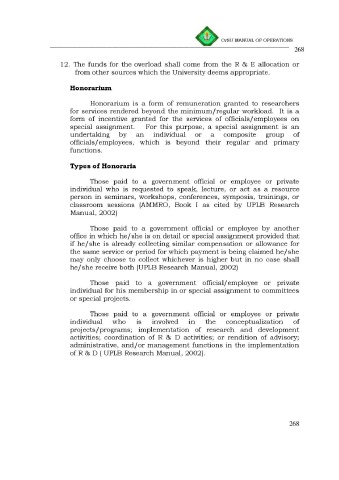 CvSU MANUAL OF OPERATIONS
268
12. The funds for the overload shall come from the R & E allocation or
from other sources which the University deems appropriate.
Honorarium
Honorarium is a form of remuneration granted to researchers
for services rendered beyond the minimum/regular workload. It is a
form of incentive granted for the services of officials/employees on
special assignment. For this purpose, a special assignment is an
undertaking by an individual or a composite group of
officials/employees, which is beyond their regular and primary
functions.
Types of Honoraria
Those paid to a government official or employee or private
individual who is requested to speak, lecture, or act as a resource
person in seminars, workshops, conferences, symposia, trainings, or
classroom sessions (AMMRO, Book I as cited by UPLB Research
Manual, 2002)
Those paid to a government official or employee by another
office in which he/she is on detail or special assignment provided that
if he/she is already collecting similar compensation or allowance for
the same service or period for which payment is being claimed he/she
may only choose to collect whichever is higher but in no case shall
he/she receive both (UPLB Research Manual, 2002)
Those paid to a government official/employee or private
individual for his membership in or special assignment to committees
or special projects.
Those paid to a government official or employee or private
individual who is involved in the conceptualization of
projects/programs; implementation of research and development
activities; coordination of R & D activities; or rendition of advisory;
administrative, and/or management functions in the implementation
of R & D ( UPLB Research Manual, 2002).
268